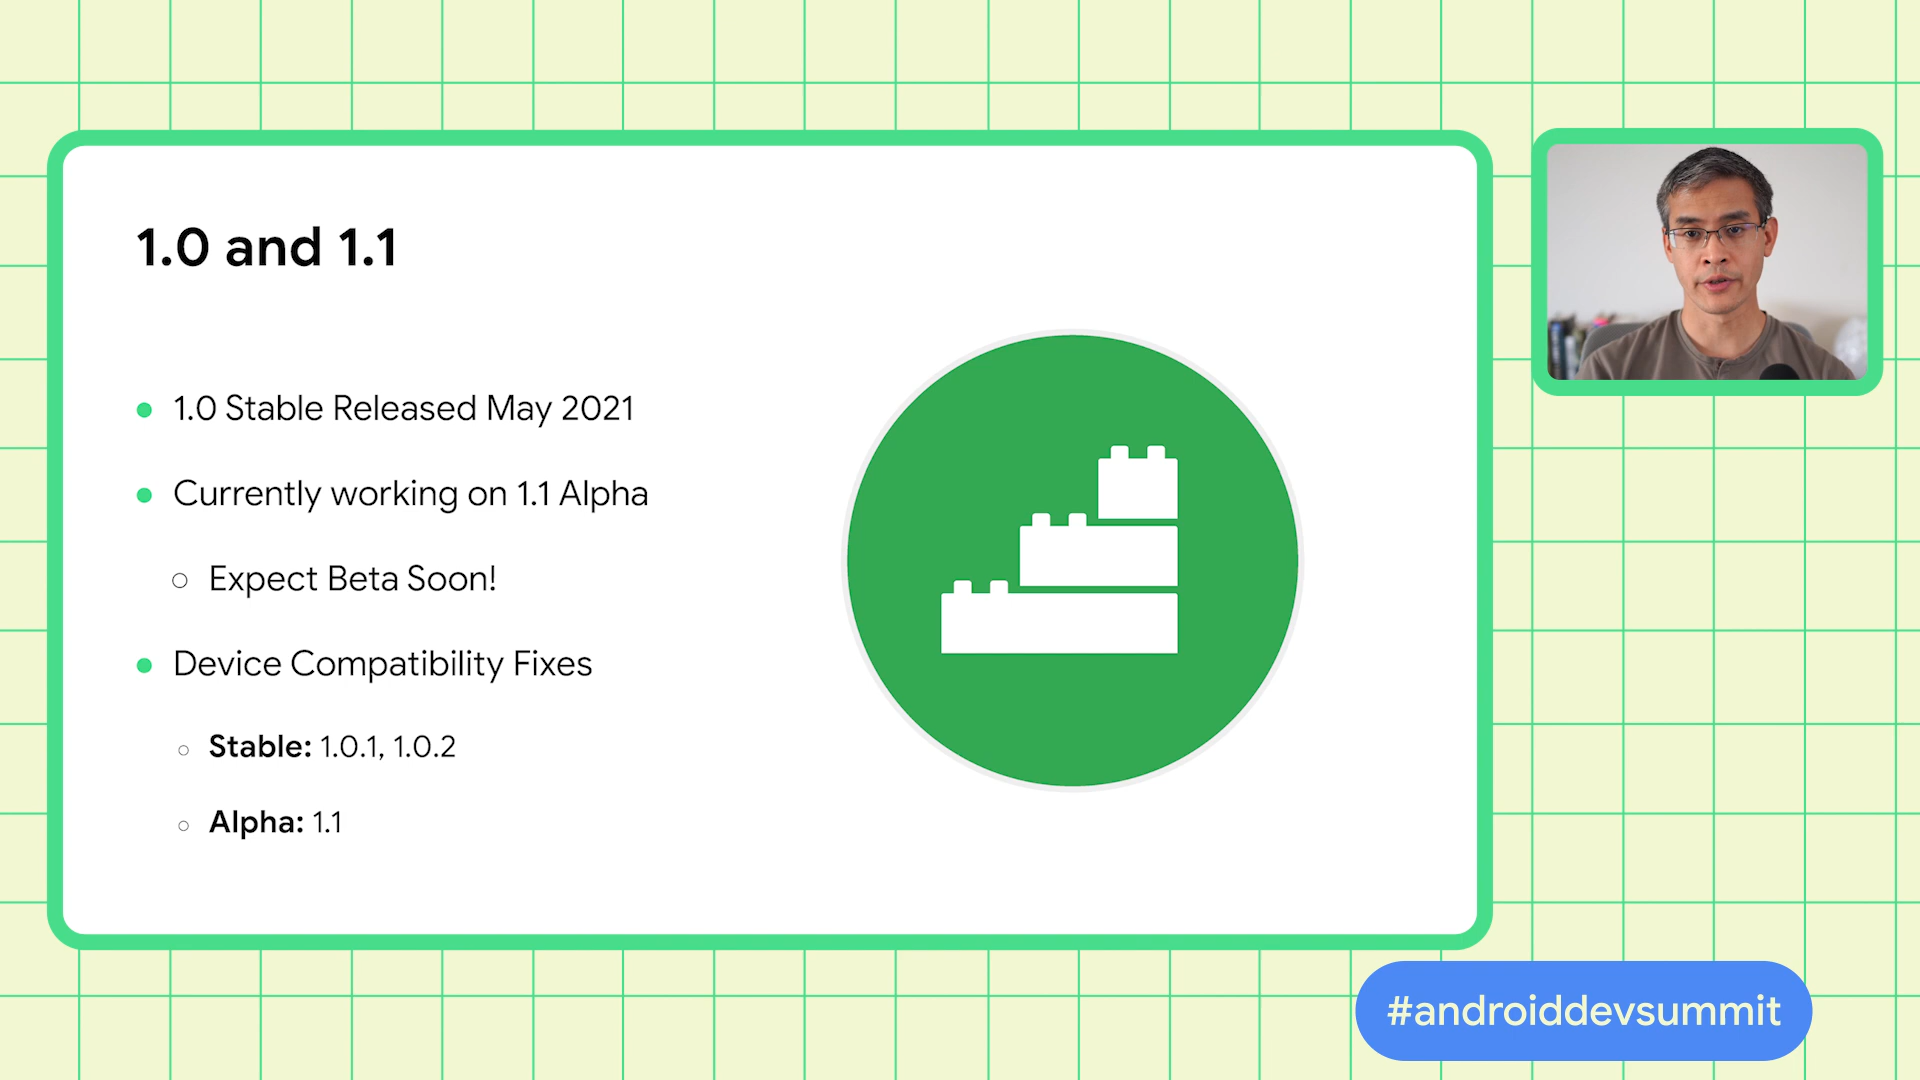 1.0 and 1.1
1.0 Stable Released May 2021
Currently working on 1.1 Alpha
Expect Beta Soon!
Device Compatibility Fixes
Stable: 1.0.1, 1.0.2
Alpha: 1.1
#androiddevsummit